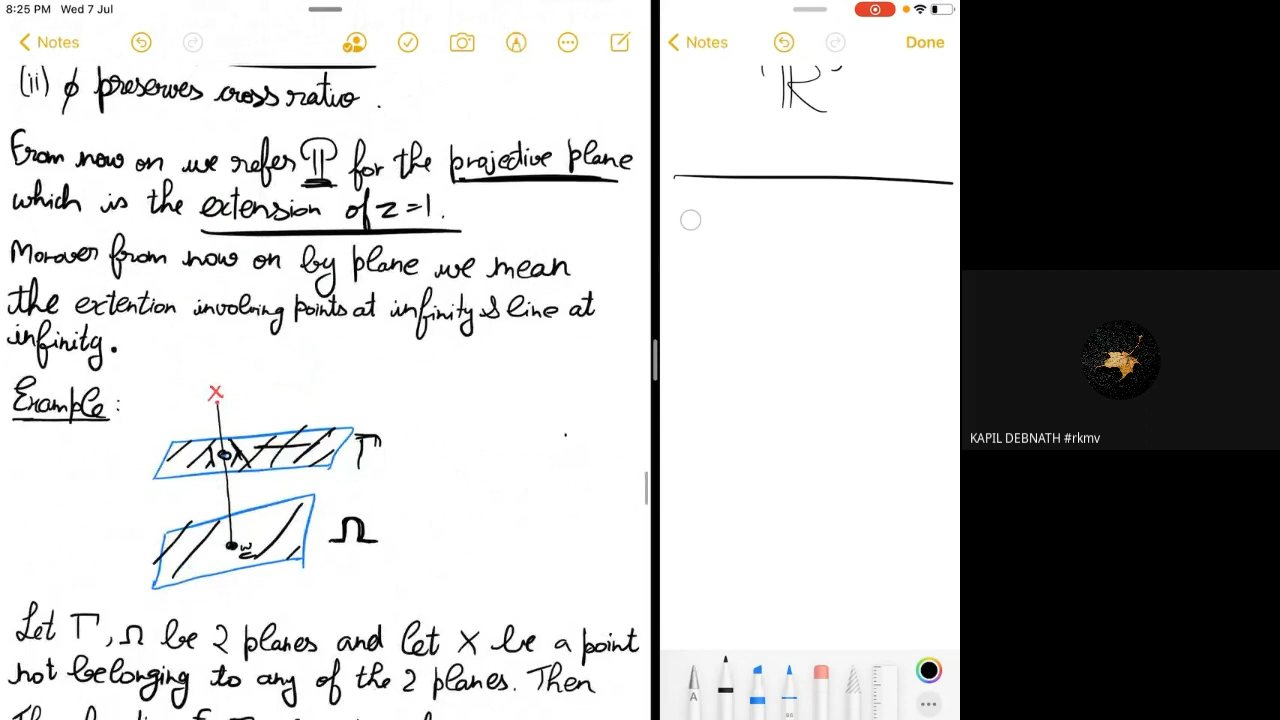 8:25 PM Wed 7 Jul
Notes
Notes
Done
(ii) ϕ preserves cross ratio.
From now on we refers ℙ for the projective plane
which is the extension of z=1.
Morover from now on by plane we mean
the extention involving points at infinity & line at
infinity.
Example:
X
Γ
Ω
w
Let Γ, Ω be 2 planes and let X be a point
not belonging to any of the 2 planes. Then
ℝ
KAPIL DEBNATH #rkmv